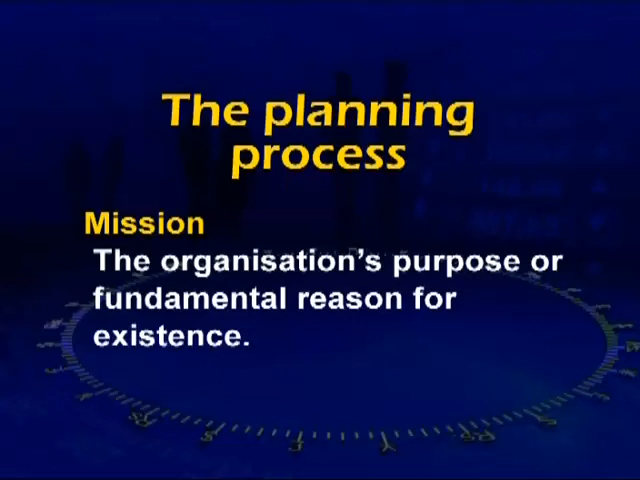 The planning
process
Mission
The organisation's purpose or
fundamental reason for
existence.